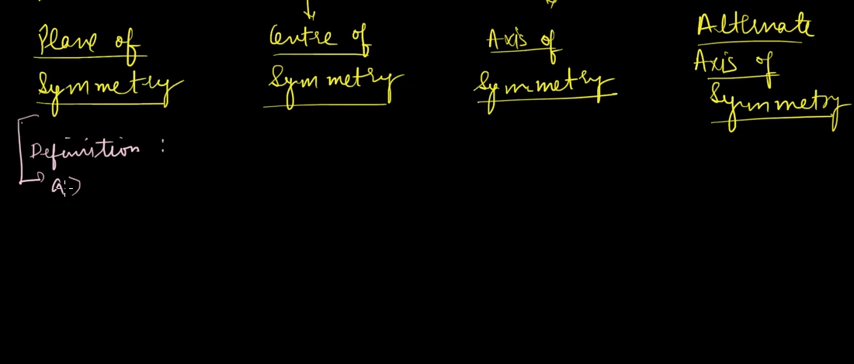 Plane of
Symmetry
Centre of
Symmetry
Axis of
Symmetry
Alternate
Axis of
Symmetry
Definition :
Q:-)